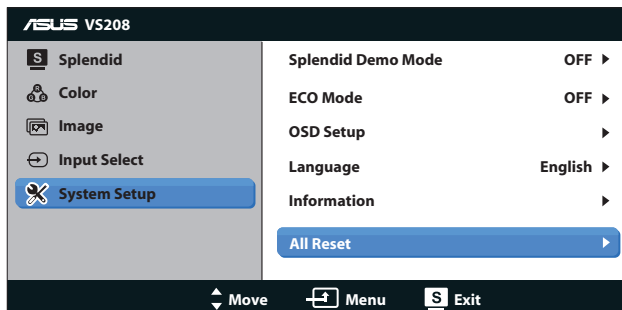 ASUS VS208
S Splendid
Color
Image
Input Select
System Setup
Splendid Demo Mode OFF
ECO Mode OFF
OSD Setup
Language English
Information
All Reset
Move Menu S Exit